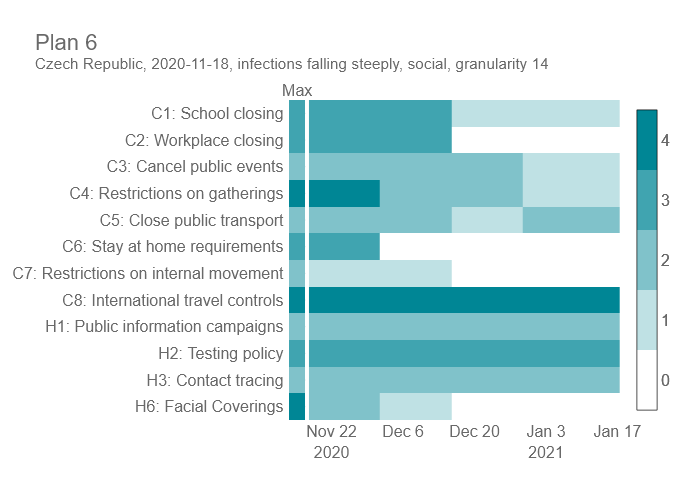 Plan 6
Czech Republic, 2020-11-18, infections falling steeply, social, granularity 14
Max
C1: School closing
C2: Workplace closing
C3: Cancel public events
C4: Restrictions on gatherings
C5: Close public transport
C6: Stay at home requirements
C7: Restrictions on internal movement
C8: International travel controls
H1: Public information campaigns
H2: Testing policy
H3: Contact tracing
H6: Facial Coverings
Nov 22 Dec 6 Dec 20 Jan 3 Jan 17
2020 2021
4
3
2
1
0